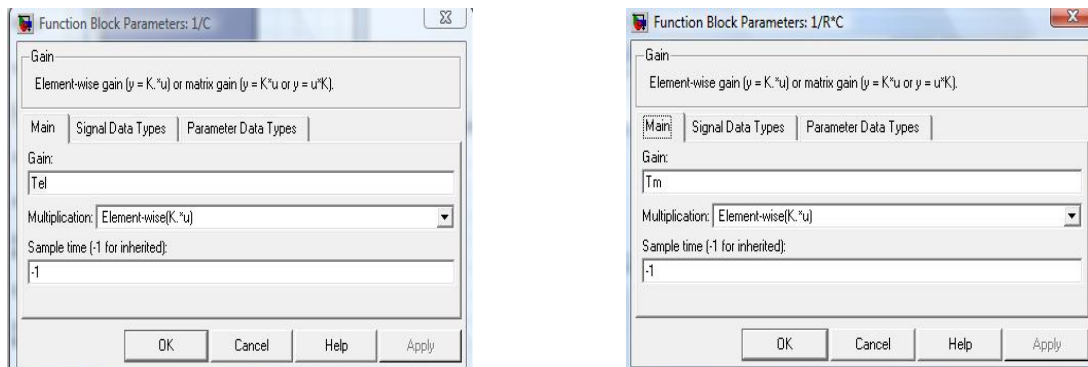 Function Block Parameters: 1/C
Gain
Element-wise gain (y = K.*u) or matrix gain (y = K*u or y = u*K).
Main Signal Data Types Parameter Data Types
Gain:
Tel
Multiplication: Element-wise(K.*u)
Sample time (-1 for inherited):
-1
OK Cancel Help Apply
Function Block Parameters: 1/R*C
Gain
Element-wise gain (y = K.*u) or matrix gain (y = K*u or y = u*K).
Main Signal Data Types Parameter Data Types
Gain:
Tm
Multiplication: Element-wise(K.*u)
Sample time (-1 for inherited):
-1
OK Cancel Help Apply